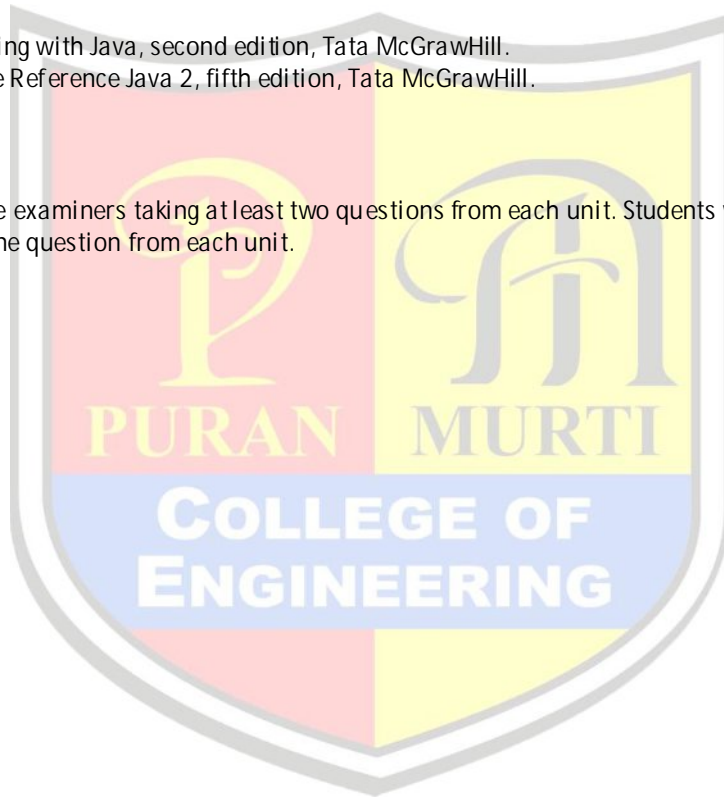 ing with Java, second edition, Tata McGrawHill.
e Reference Java 2, fifth edition, Tata McGrawHill.
e examiners taking at least two questions from each unit. Students
ne question from each unit.
PURAN MURTI
COLLEGE OF
ENGINEERING